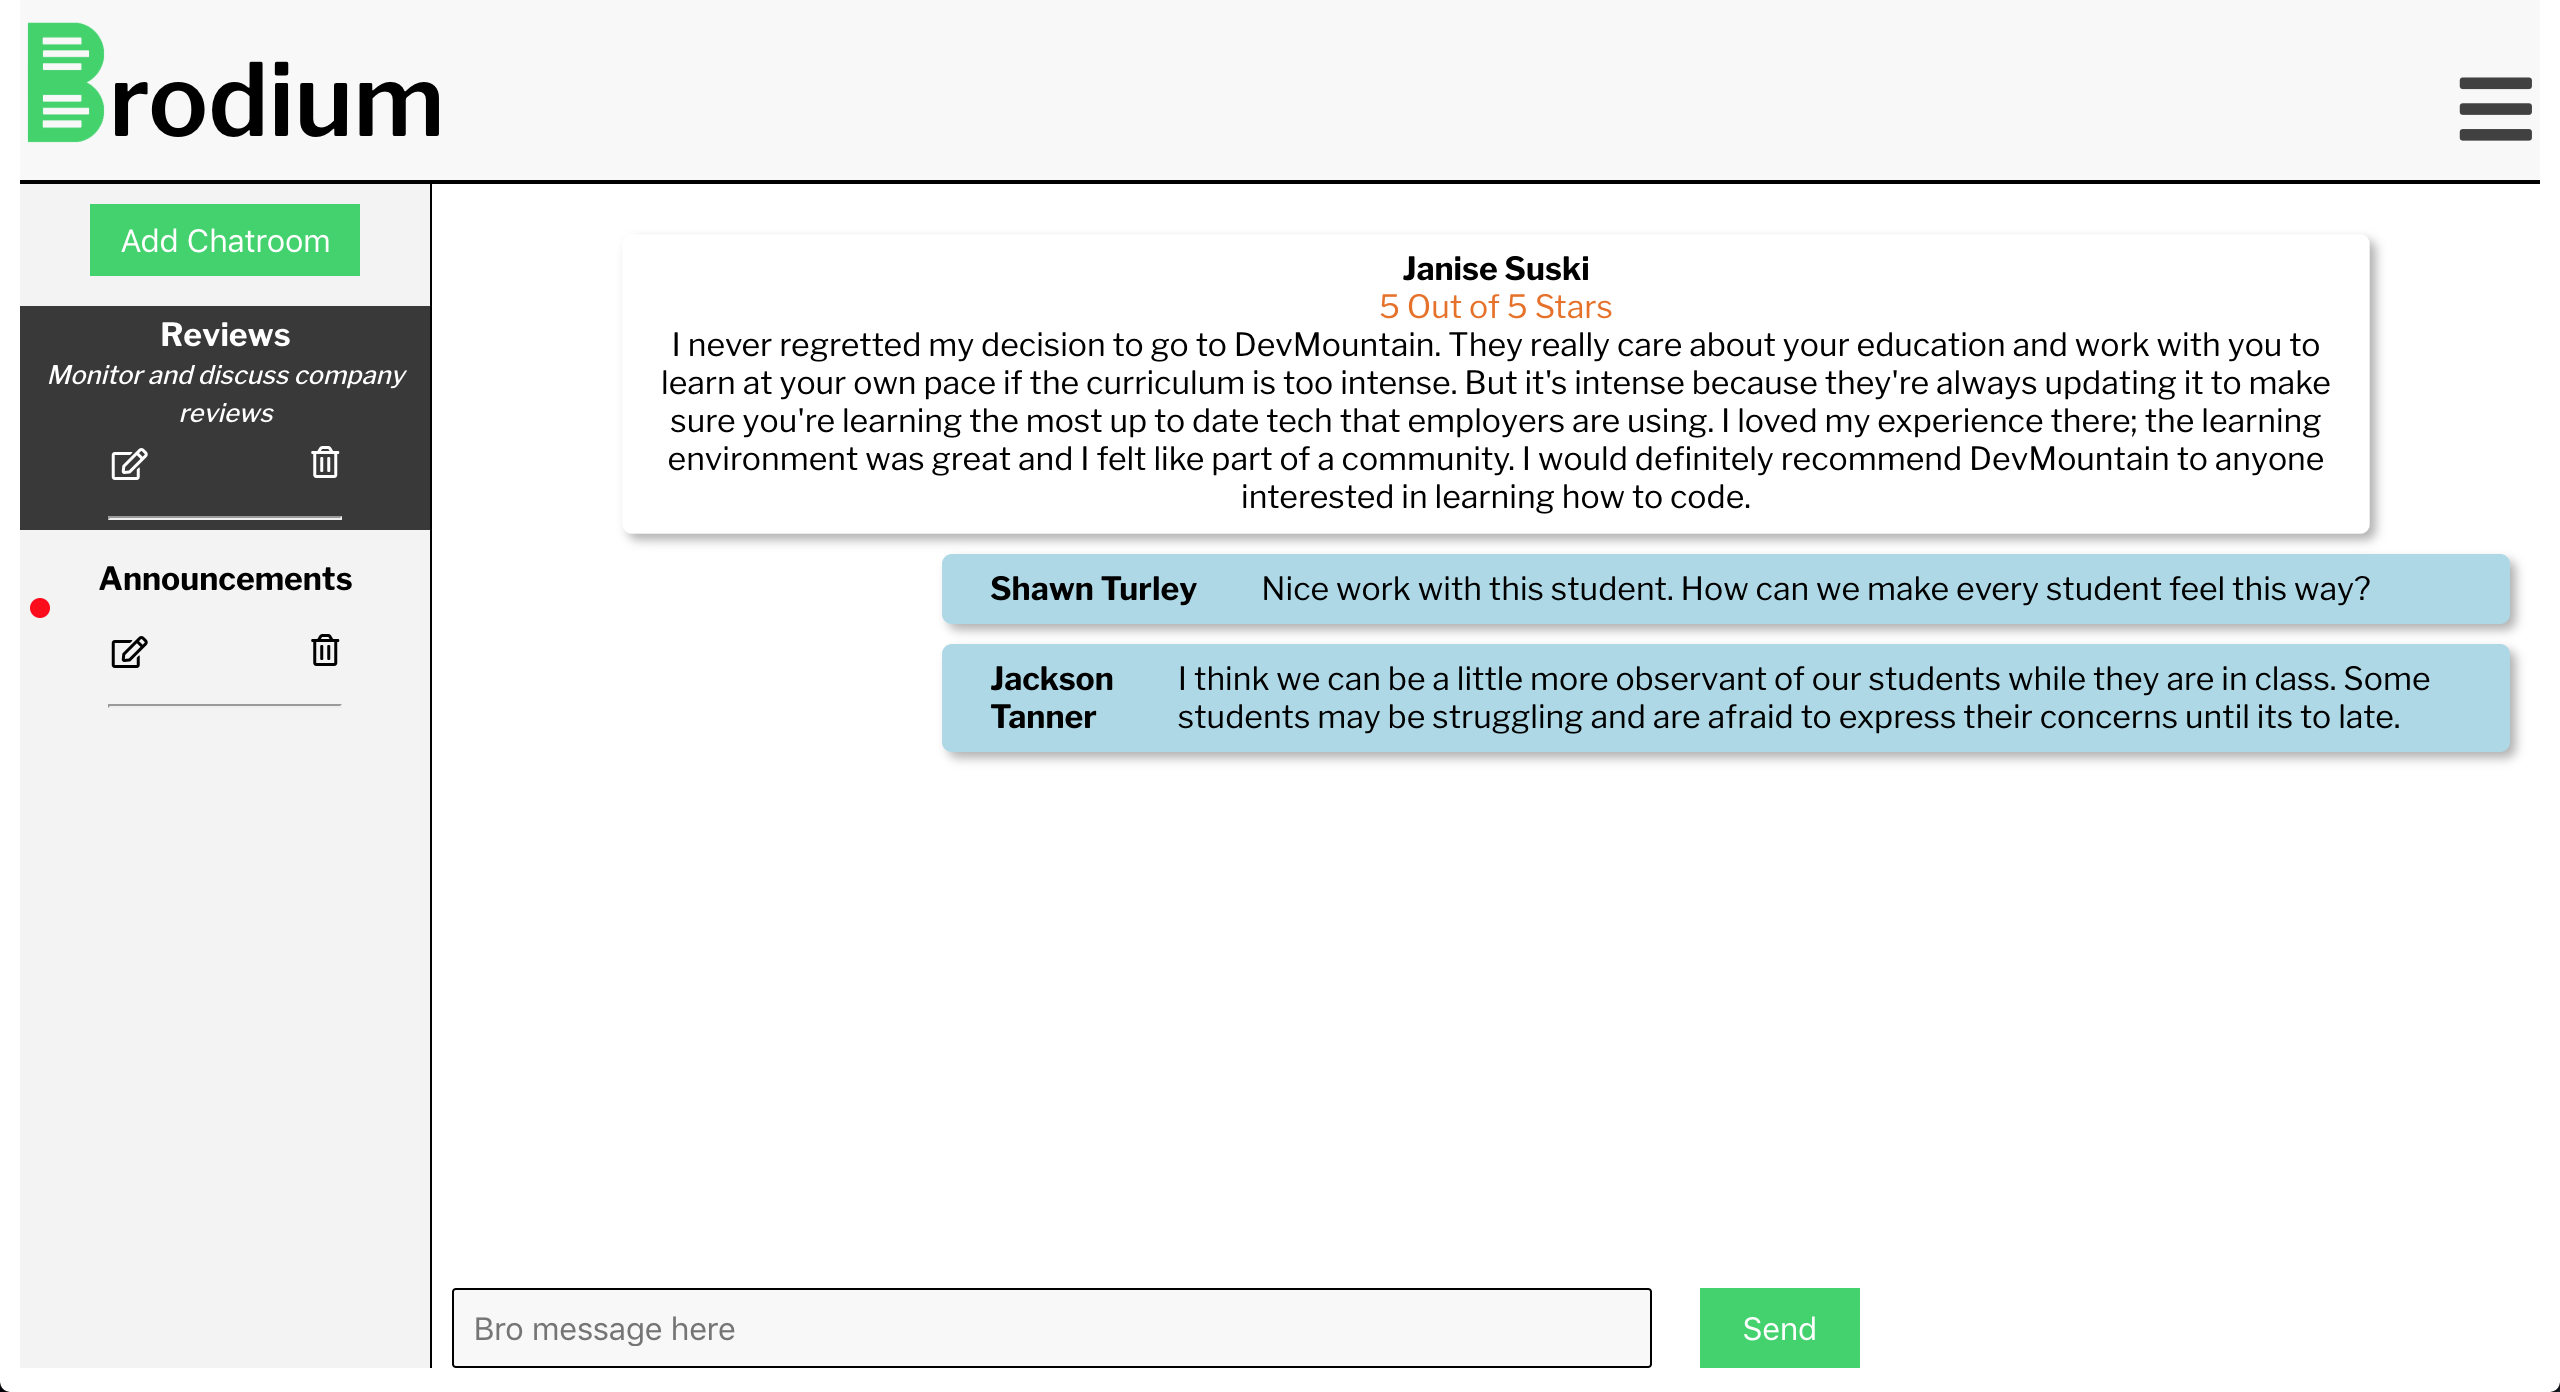 Brodium
Add Chatroom
Reviews
Monitor and discuss company
reviews
Announcements
Janise Suski
5 Out of 5 Stars
I never regretted my decision to go to DevMountain. They really care about your education and work with you to
learn at your own pace if the curriculum is too intense. But it's intense because they're always updating it to make
sure you're learning the most up to date tech that employers are using. I loved my experience there; the learning
environment was great and I felt like part of a community. I would definitely recommend DevMountain to anyone
interested in learning how to code.
Shawn Turley Nice work with this student. How can we make every student feel this way?
Jackson Tanner
I think we can be a little more observant of our students while they are in class. Some
students may be struggling and are afraid to express their concerns until its to late.
Bro message here
Send